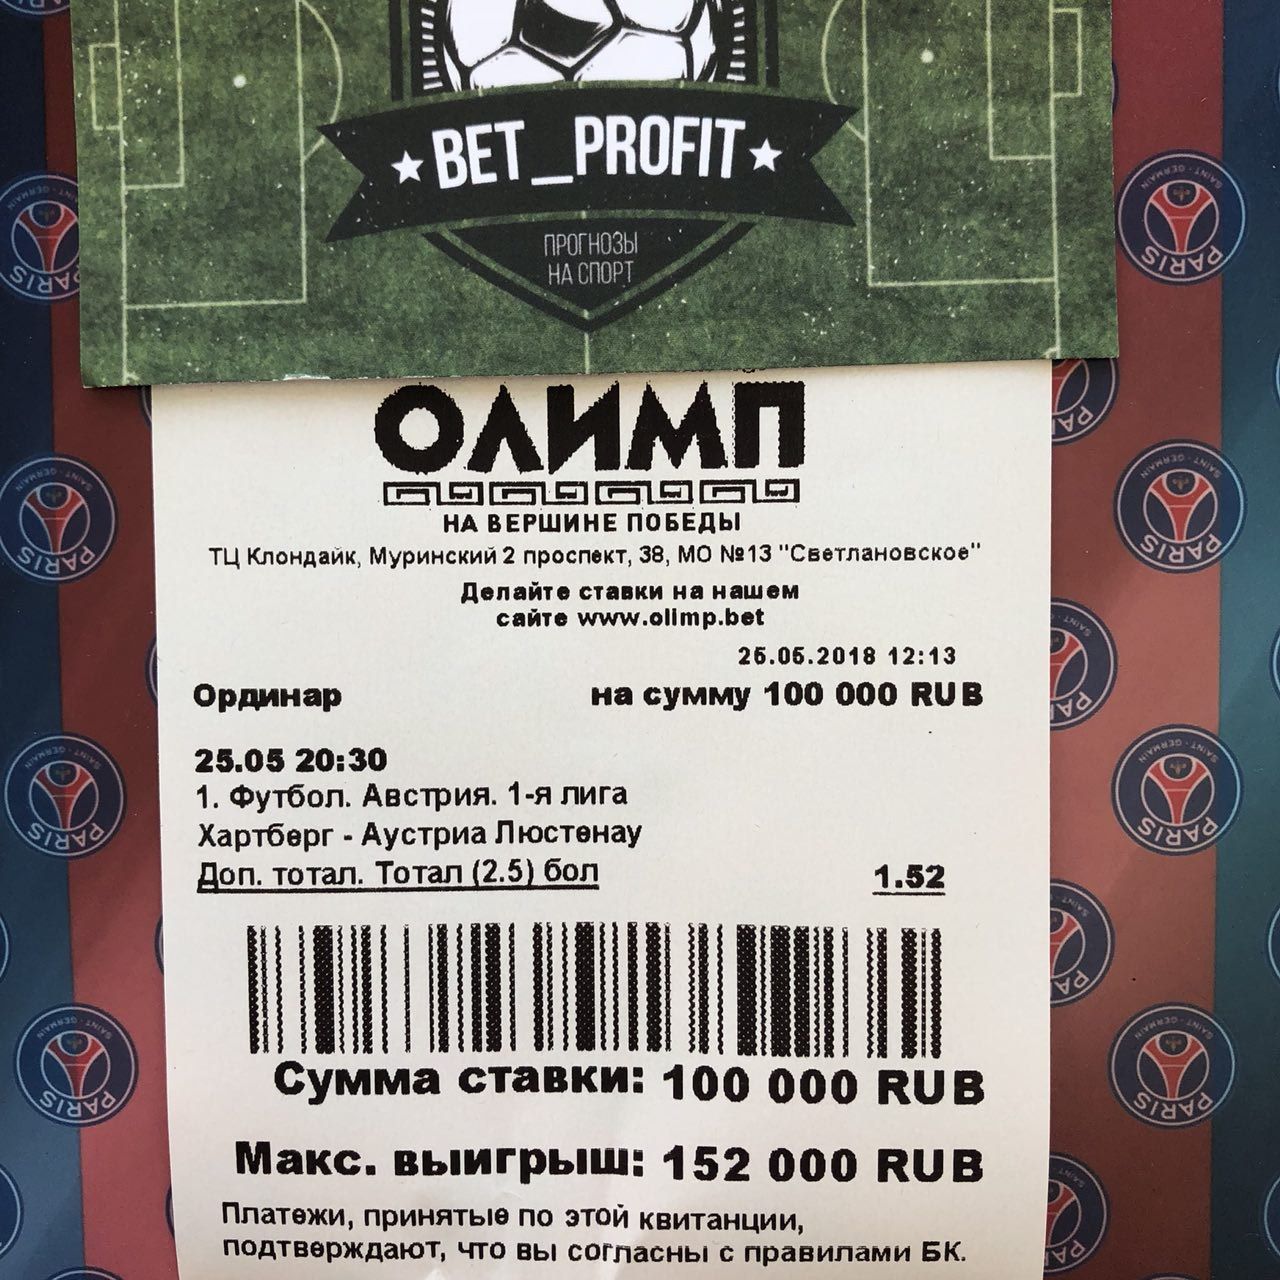 ★ BET_PROFIT ★
ПРОГНОЗЫ
НА СПОРТ
ОЛИМП
НА ВЕРШИНЕ ПОБЕДЫ
ТЦ Клондайк, Муринский 2 проспект, 38, МО №13 "Светлановское"
Делайте ставки на нашем
сайте www.olimp.bet
25.05.2018 12:13
Ординар на сумму 100 000 RUB
25.05 20:30
1. Футбол. Австрия. 1-я лига
Хартберг - Аустриа Люстенау
Доп. тотал. Тотал (2.5) бол 1.52
Сумма ставки: 100 000 RUB
Макс. выигрыш: 152 000 RUB
Платежи, принятые по этой квитанции,
подтверждают, что вы согласны с правилами БК.
PARIS
SAINT-GERMAIN